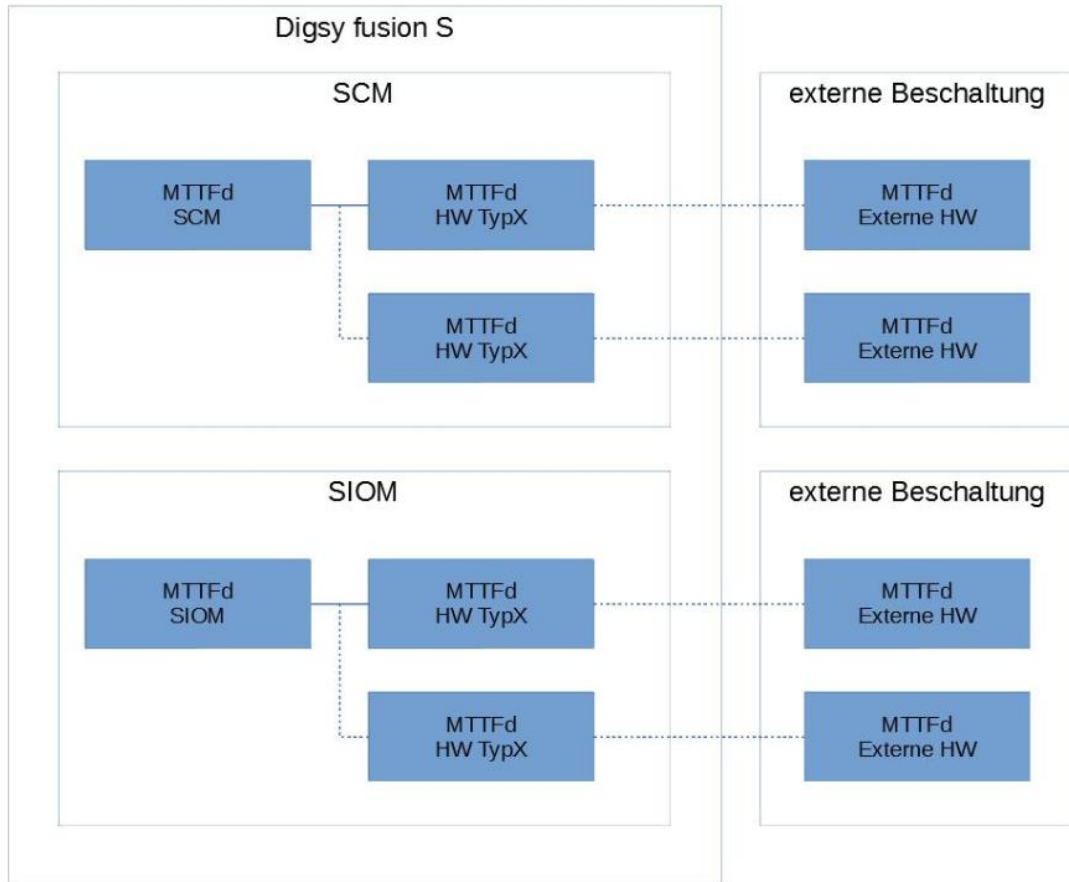 Digsy fusion S
SCM
externe Beschaltung
MTTFd
SCM
MTTFd
HW TypX
MTTFd
Externe HW
MTTFd
HW TypX
MTTFd
Externe HW
SIOM
externe Beschaltung
MTTFd
SIOM
MTTFd
HW TypX
MTTFd
Externe HW
MTTFd
HW TypX
MTTFd
Externe HW